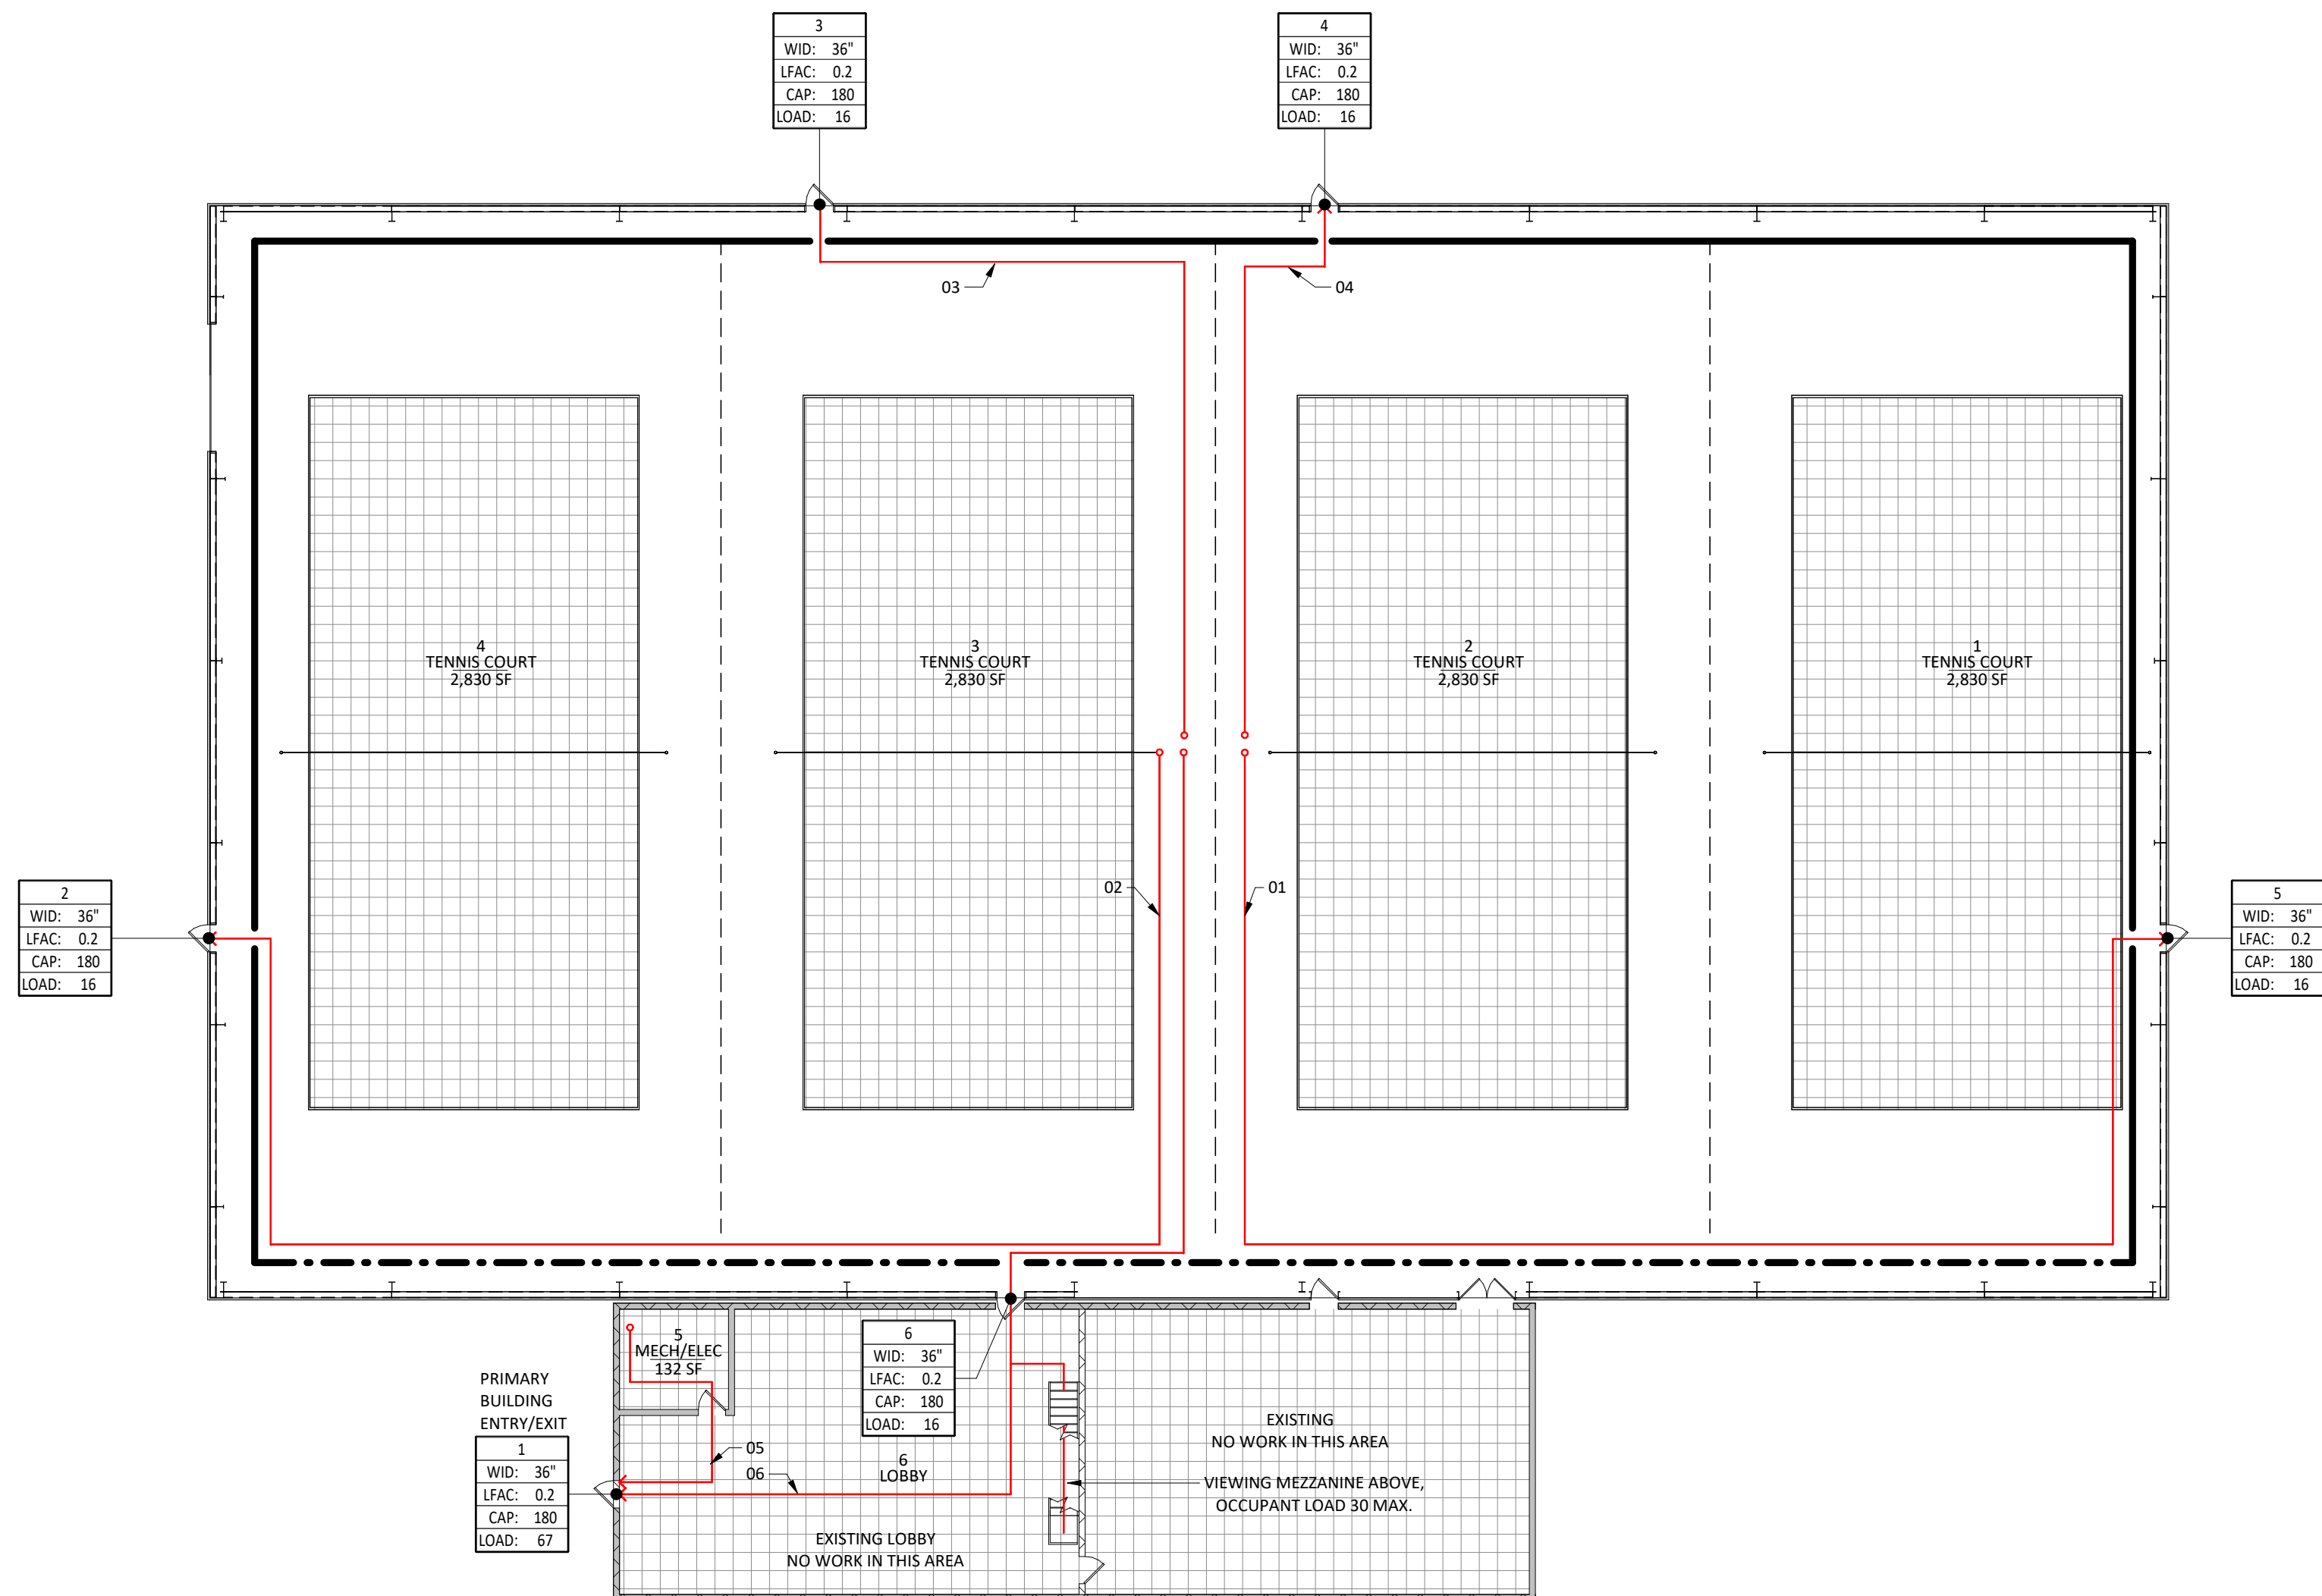 3
WID: 36"
LFAC: 0.2
CAP: 180
LOAD: 16
4
WID: 36"
LFAC: 0.2
CAP: 180
LOAD: 16
03
04
4
TENNIS COURT
2,830 SF
3
TENNIS COURT
2,830 SF
2
TENNIS COURT
2,830 SF
1
TENNIS COURT
2,830 SF
02
01
2
WID: 36"
LFAC: 0.2
CAP: 180
LOAD: 16
5
WID: 36"
LFAC: 0.2
CAP: 180
LOAD: 16
5
MECH/ELEC
132 SF
6
WID: 36"
LFAC: 0.2
CAP: 180
LOAD: 16
PRIMARY
BUILDING
ENTRY/EXIT
1
WID: 36"
LFAC: 0.2
CAP: 180
LOAD: 67
05
06
6
LOBBY
EXISTING
NO WORK IN THIS AREA
VIEWING MEZZANINE ABOVE,
OCCUPANT LOAD 30 MAX.
EXISTING LOBBY
NO WORK IN THIS AREA